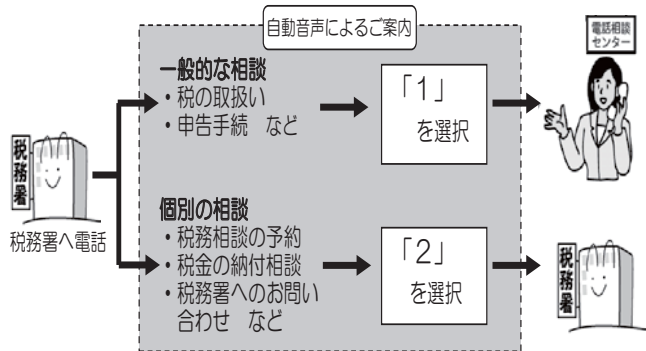 自動音声によるご案内
電話相談
センター
一般的な相談
・税の取扱い
・申告手続　など
「1」
を選択
税務署
税務署へ電話
個別の相談
・税務相談の予約
・税金の納付相談
・税務署へのお問い
合わせ　など
「2」
を選択
税務署